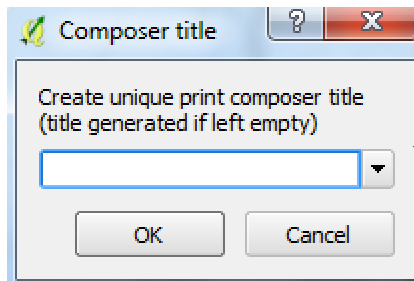 Composer title
Create unique print composer title
(title generated if left empty)
OK
Cancel